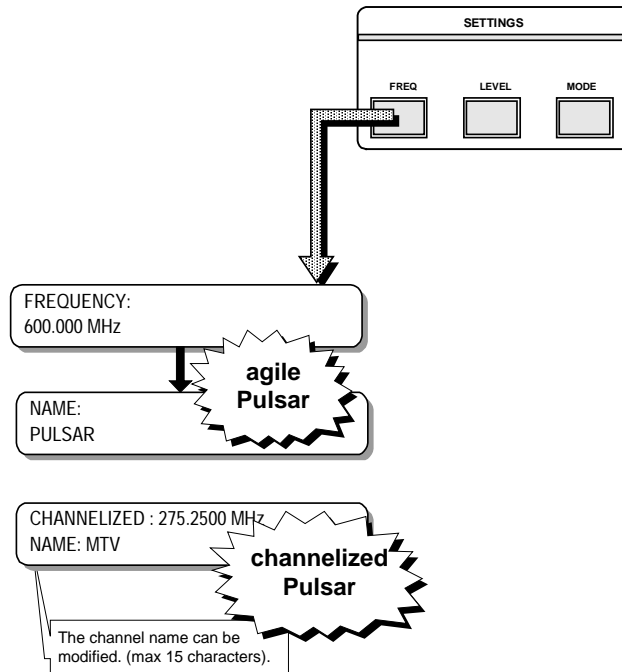 SETTINGS
FREQ LEVEL MODE
FREQUENCY:
600.000 MHz
agile
Pulsar
NAME:
PULSAR
CHANNELIZED : 275.2500 MHz
NAME: MTV
channelized
Pulsar
The channel name can be
modified. (max 15 characters).